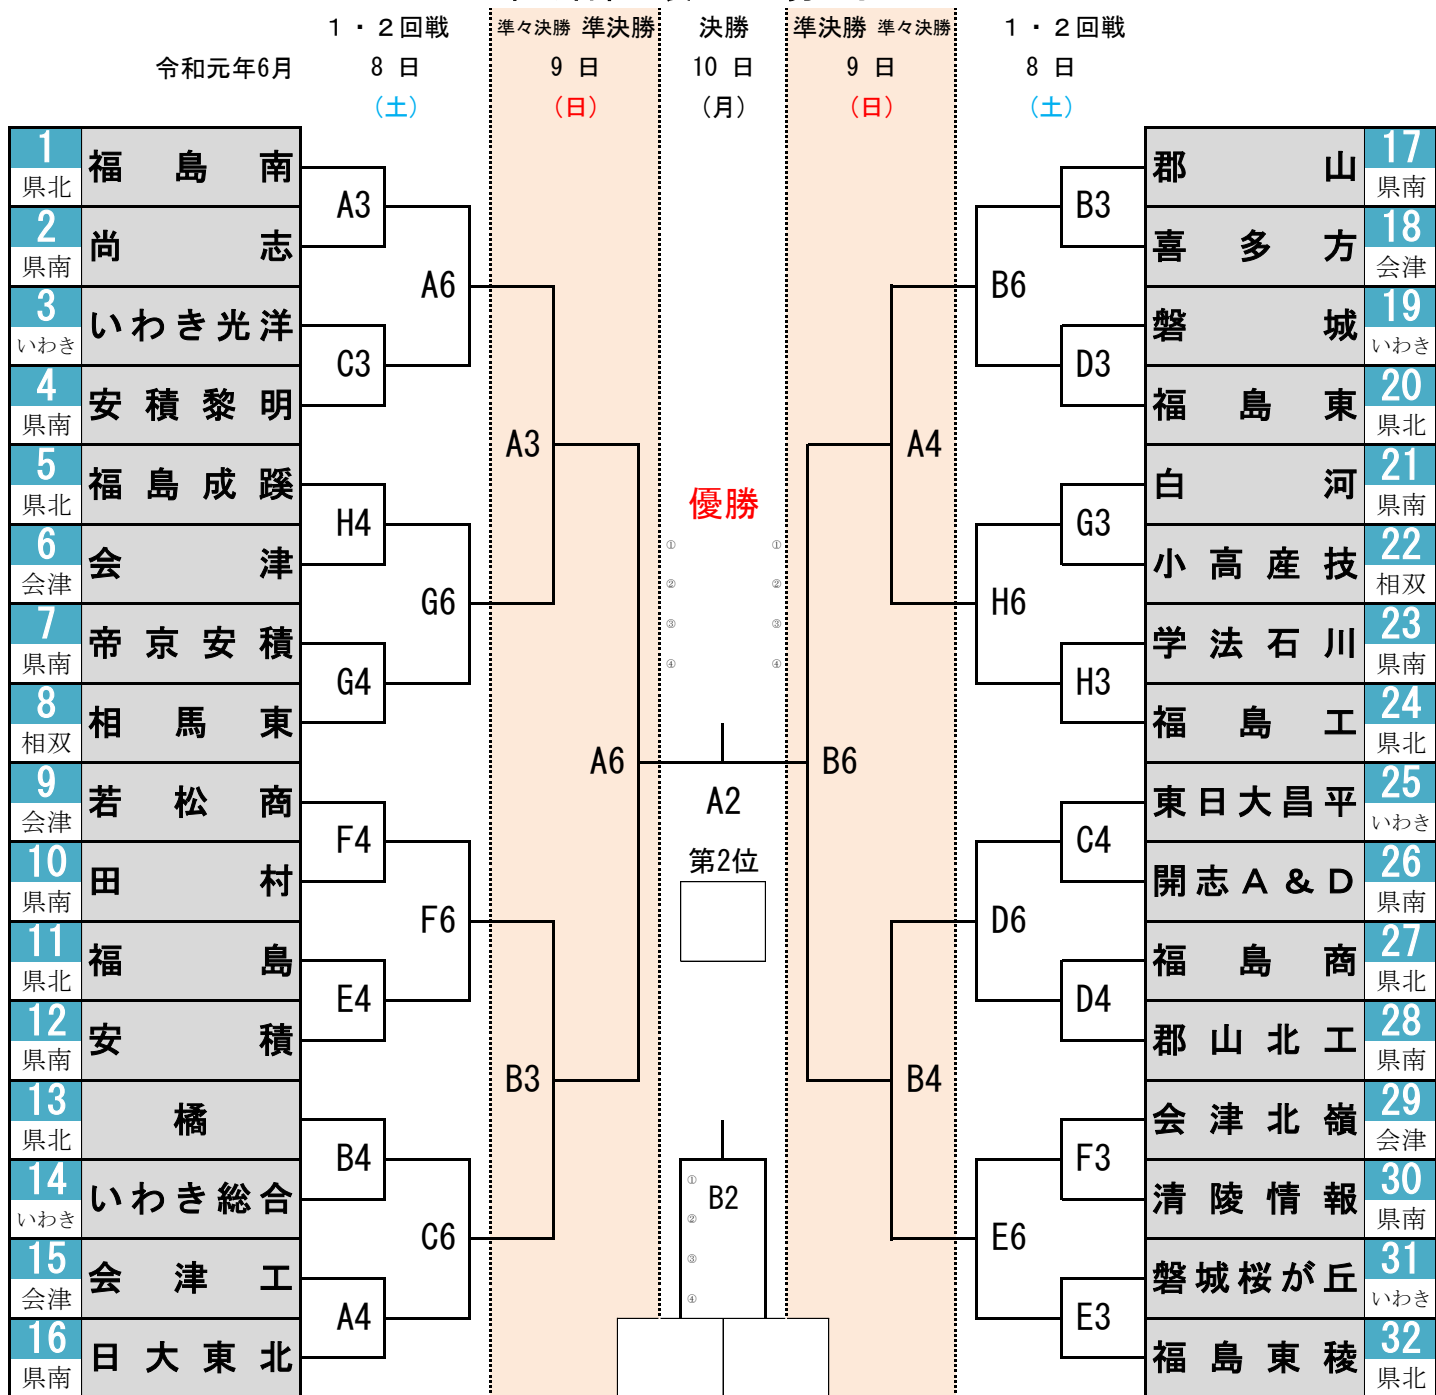 1・2回戦 準々決勝 準決勝 決勝 準決勝 準々決勝 1・2回戦
令和元年6月 8日 9日 10日 9日 8日
（土） （日） （月） （日） （土）
1 県北 福島南
2 県南 尚志
3 いわき いわき光洋
4 県南 安積黎明
5 県北 福島成蹊
6 会津 会津
7 県南 帝京安積
8 相双 相馬東
9 会津 若松商
10 県南 田村
11 県北 福島
12 県南 安積
13 県北 橘
14 いわき いわき総合
15 会津 会津工
16 県南 日大東北
A3
C3
H4
G4
F4
E4
B4
A4
A6
G6
F6
C6
A3
B3
A6
優勝
① ①
② ②
③ ③
④ ④
A2
第2位
B2
①
②
③
④
B6
A4
B4
B6
H6
D6
E6
B3
D3
G3
H3
C4
D4
F3
E3
郡山 17 県南
喜多方 18 会津
磐城 19 いわき
福島東 20 県北
白河 21 県南
小高産技 22 相双
学法石川 23 県南
福島工 24 県北
東日大昌平 25 いわき
開志A&D 26 県南
福島商 27 県北
郡山北工 28 県南
会津北嶺 29 会津
清陵情報 30 県南
磐城桜が丘 31 いわき
福島東稜 32 県北